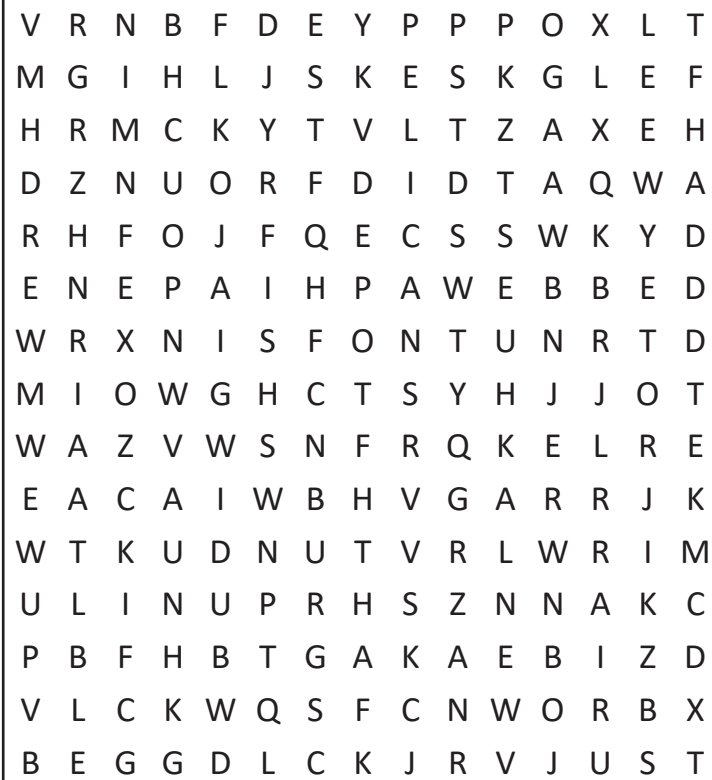 V R N B F D E Y P P P O X L T
M G I H L J S K E S K G L E F
H R M C K Y T V L T Z A X E H
D Z N U O R F D I D T A Q W A
R H F O J F Q E C S S W K Y D
E N E P A I H P A W E B B E D
W R X N I S F O N T U N R T D
M I O W G H C T S Y H J J O T
W A Z V W S N F R Q K E L R E
E A C A I W B H V G A R R J K
W T K U D N U T V R L W R I M
U L I N U P R H S Z N N A K C
P B F H B T G A K A E B I Z D
V L C K W Q S F C N W O R B X
B E G G D L C K J R V J U S T